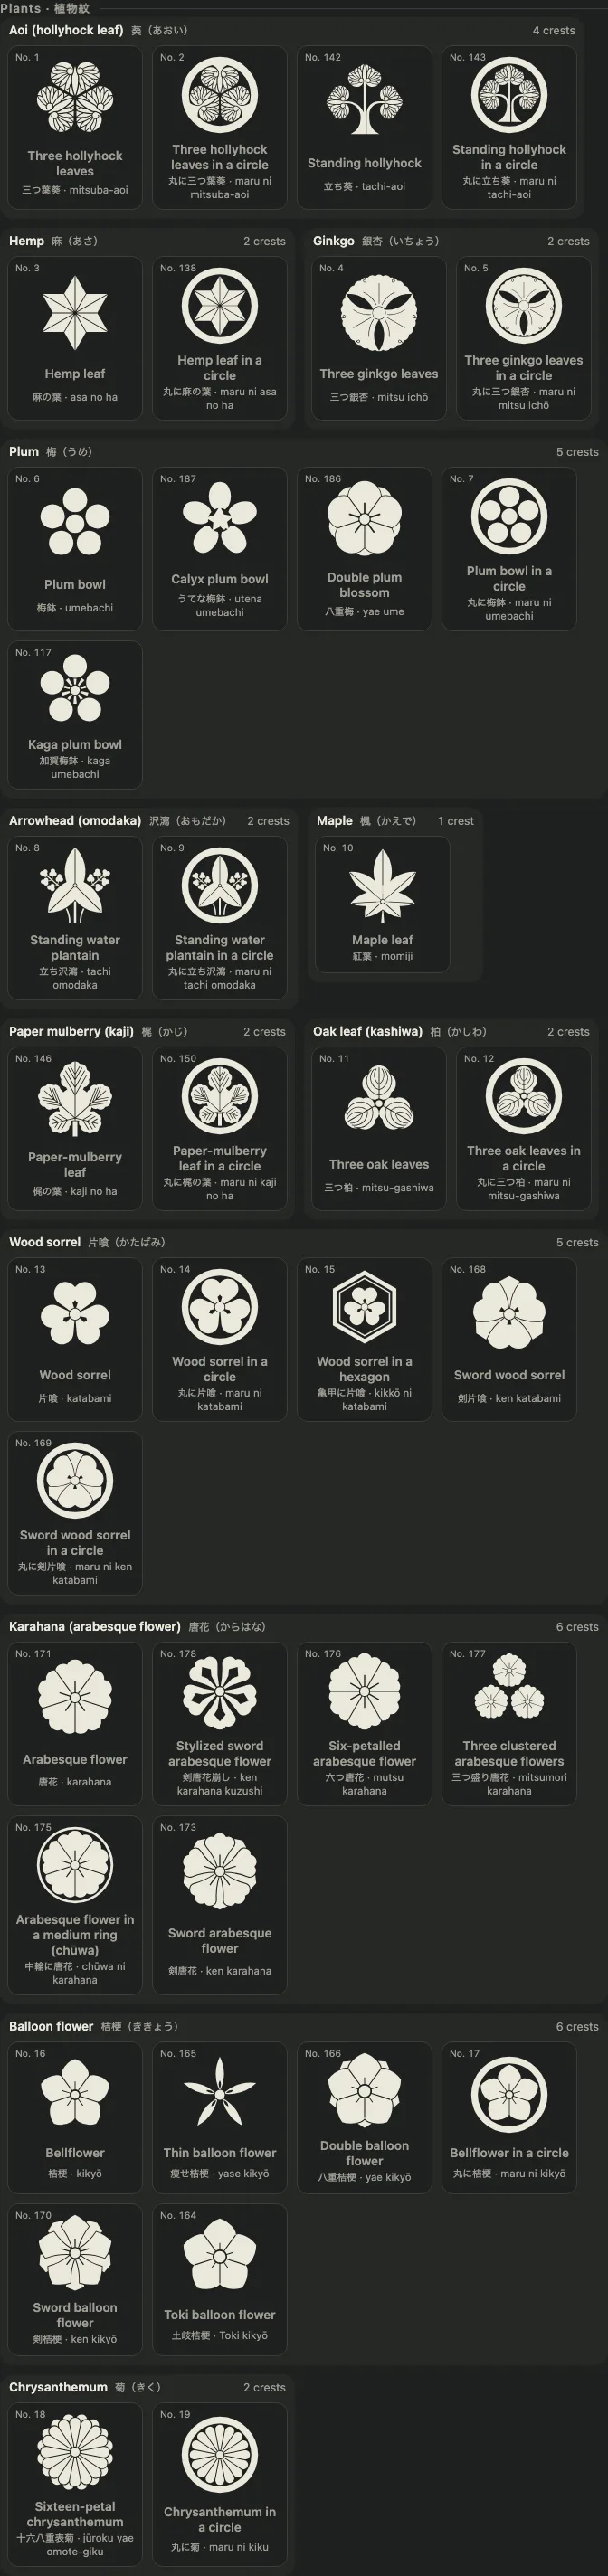 Plants · 植物紋
Aoi (hollyhock leaf) 葵（あおい） 4 crests
No. 1
Three hollyhock
leaves
三つ葉葵 · mitsuba-aoi
No. 2
Three hollyhock
leaves in a circle
丸に三つ葉葵 · maru ni
mitsuba-aoi
No. 142
Standing hollyhock
立ち葵 · tachi-aoi
No. 143
Standing hollyhock
in a circle
丸に立ち葵 · maru ni
tachi-aoi
Hemp 麻（あさ） 2 crests
No. 3
Hemp leaf
麻の葉 · asa no ha
No. 138
Hemp leaf in a
circle
丸に麻の葉 · maru ni asa
no ha
Ginkgo 銀杏（いちょう） 2 crests
No. 4
Three ginkgo leaves
三つ銀杏 · mitsu ichō
No. 5
Three ginkgo leaves
in a circle
丸に三つ銀杏 · maru ni
mitsu ichō
Plum 梅（うめ） 5 crests
No. 6
Plum bowl
梅鉢 · umebachi
No. 187
Calyx plum bowl
うてな梅鉢 · utena
umebachi
No. 186
Double plum
blossom
八重梅 · yae ume
No. 7
Plum bowl in a
circle
丸に梅鉢 · maru ni
umebachi
No. 117
Kaga plum bowl
加賀梅鉢 · kaga
umebachi
Arrowhead (omodaka) 沢瀉（おもだか） 2 crests
No. 8
Standing water
plantain
立ち沢瀉 · tachi
omodaka
No. 9
Standing water
plantain in a circle
丸に立ち沢瀉 · maru ni
tachi omodaka
Maple 楓（かえで） 1 crest
No. 10
Maple leaf
紅葉 · momiji
Paper mulberry (kaji) 梶（かじ） 2 crests
No. 146
Paper-mulberry
leaf
梶の葉 · kaji no ha
No. 150
Paper-mulberry
leaf in a circle
丸に梶の葉 · maru ni kaji
no ha
Oak leaf (kashiwa) 柏（かしわ） 2 crests
No. 11
Three oak leaves
三つ柏 · mitsu-gashiwa
No. 12
Three oak leaves in
a circle
丸に三つ柏 · maru ni
mitsu-gashiwa
Wood sorrel 片喰（かたばみ） 5 crests
No. 13
Wood sorrel
片喰 · katabami
No. 14
Wood sorrel in a
circle
丸に片喰 · maru ni
katabami
No. 15
Wood sorrel in a
hexagon
亀甲に片喰 · kikkō ni
katabami
No. 168
Sword wood sorrel
剣片喰 · ken katabami
No. 169
Sword wood sorrel
in a circle
丸に剣片喰 · maru ni ken
katabami
Karahana (arabesque flower) 唐花（からはな） 6 crests
No. 171
Arabesque flower
唐花 · karahana
No. 178
Stylized sword
arabesque flower
剣唐花崩し · ken
karahana kuzushi
No. 176
Six-petalled
arabesque flower
六つ唐花 · mutsu
karahana
No. 177
Three clustered
arabesque flowers
三つ盛り唐花 · mitsumori
karahana
No. 175
Arabesque flower in
a medium ring
(chūwa)
中輪に唐花 · chūwa ni
karahana
No. 173
Sword arabesque
flower
剣唐花 · ken karahana
Balloon flower 桔梗（ききょう） 6 crests
No. 16
Bellflower
桔梗 · kikyō
No. 165
Thin balloon flower
痩せ桔梗 · yase kikyō
No. 166
Double balloon
flower
八重桔梗 · yae kikyō
No. 17
Bellflower in a circle
丸に桔梗 · maru ni kikyō
No. 170
Sword balloon
flower
剣桔梗 · ken kikyō
No. 164
Toki balloon flower
土岐桔梗 · Toki kikyō
Chrysanthemum 菊（きく） 2 crests
No. 18
Sixteen-petal
chrysanthemum
十六八重表菊 · jūroku yae
omote-giku
No. 19
Chrysanthemum in
a circle
丸に菊 · maru ni kiku